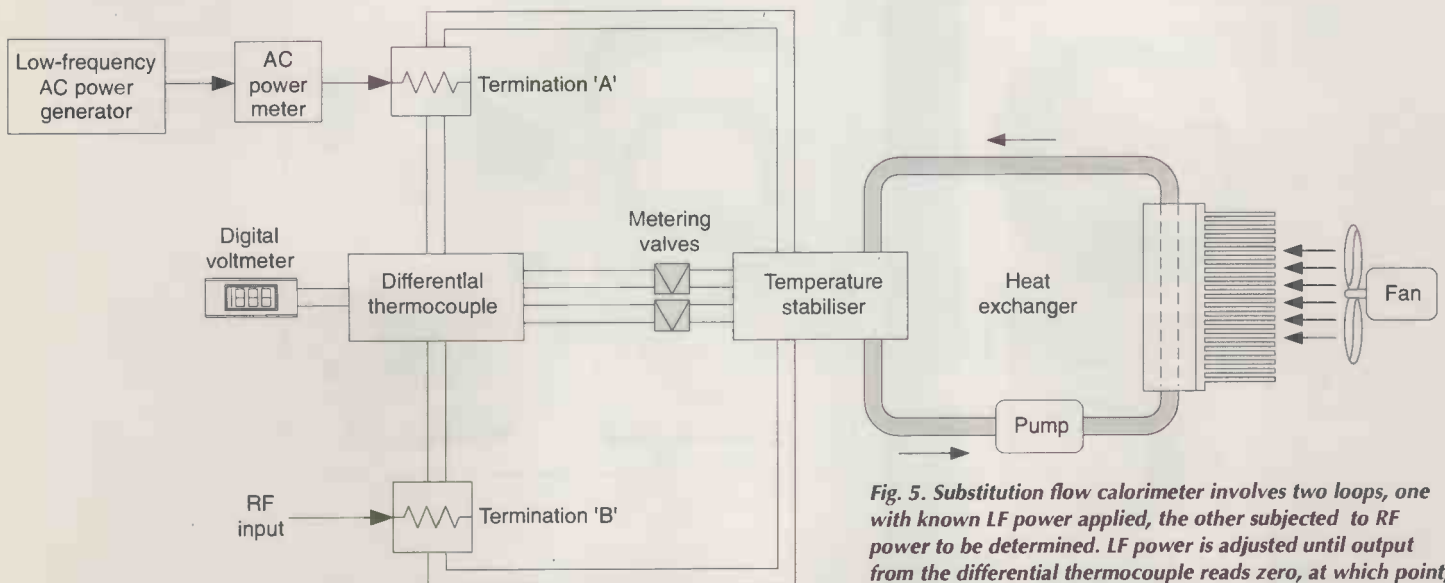 Low-frequency
AC power
generator
AC
power
meter
Termination 'A'
Digital
voltmeter
Differential
thermocouple
Metering
valves
Temperature
stabiliser
Heat
exchanger
Fan
Pump
RF
input
Termination 'B'
Fig. 5. Substitution flow calorimeter involves two loops, one
with known LF power applied, the other subjected to RF
power to be determined. LF power is adjusted until output
from the differential thermocouple reads zero, at which point